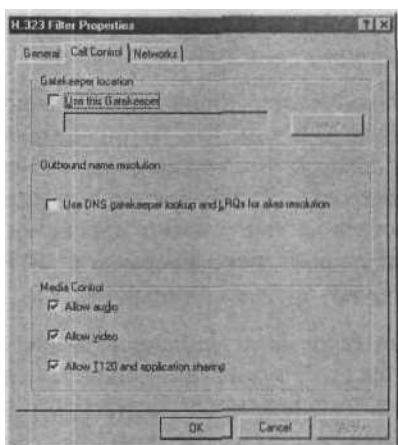 H.323 Filter Properties
General Call Control Networks
Gatekeeper location
Use this Gatekeeper
Outbound name resolution
Use DNS gatekeeper lookup and LRQs for alias resolution
Media Control
Allow audio
Allow video
Allow T120 and application sharing
OK Cancel